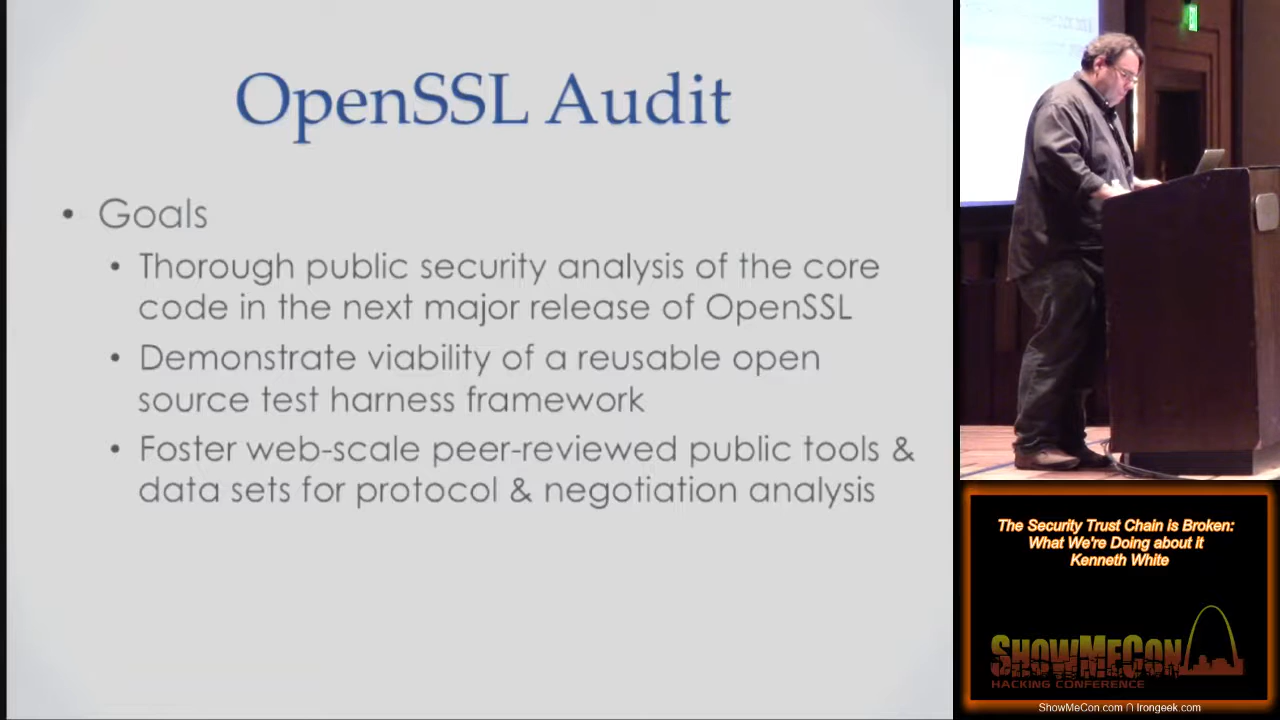 OpenSSL Audit
• Goals
• Thorough public security analysis of the core
code in the next major release of OpenSSL
• Demonstrate viability of a reusable open
source test harness framework
• Foster web-scale peer-reviewed public tools &
data sets for protocol & negotiation analysis
The Security Trust Chain is Broken:
What We're Doing about it
Kenneth White
SHOWMECON
HACKING CONFERENCE
ShowMeCon.com ∩ Irongeek.com